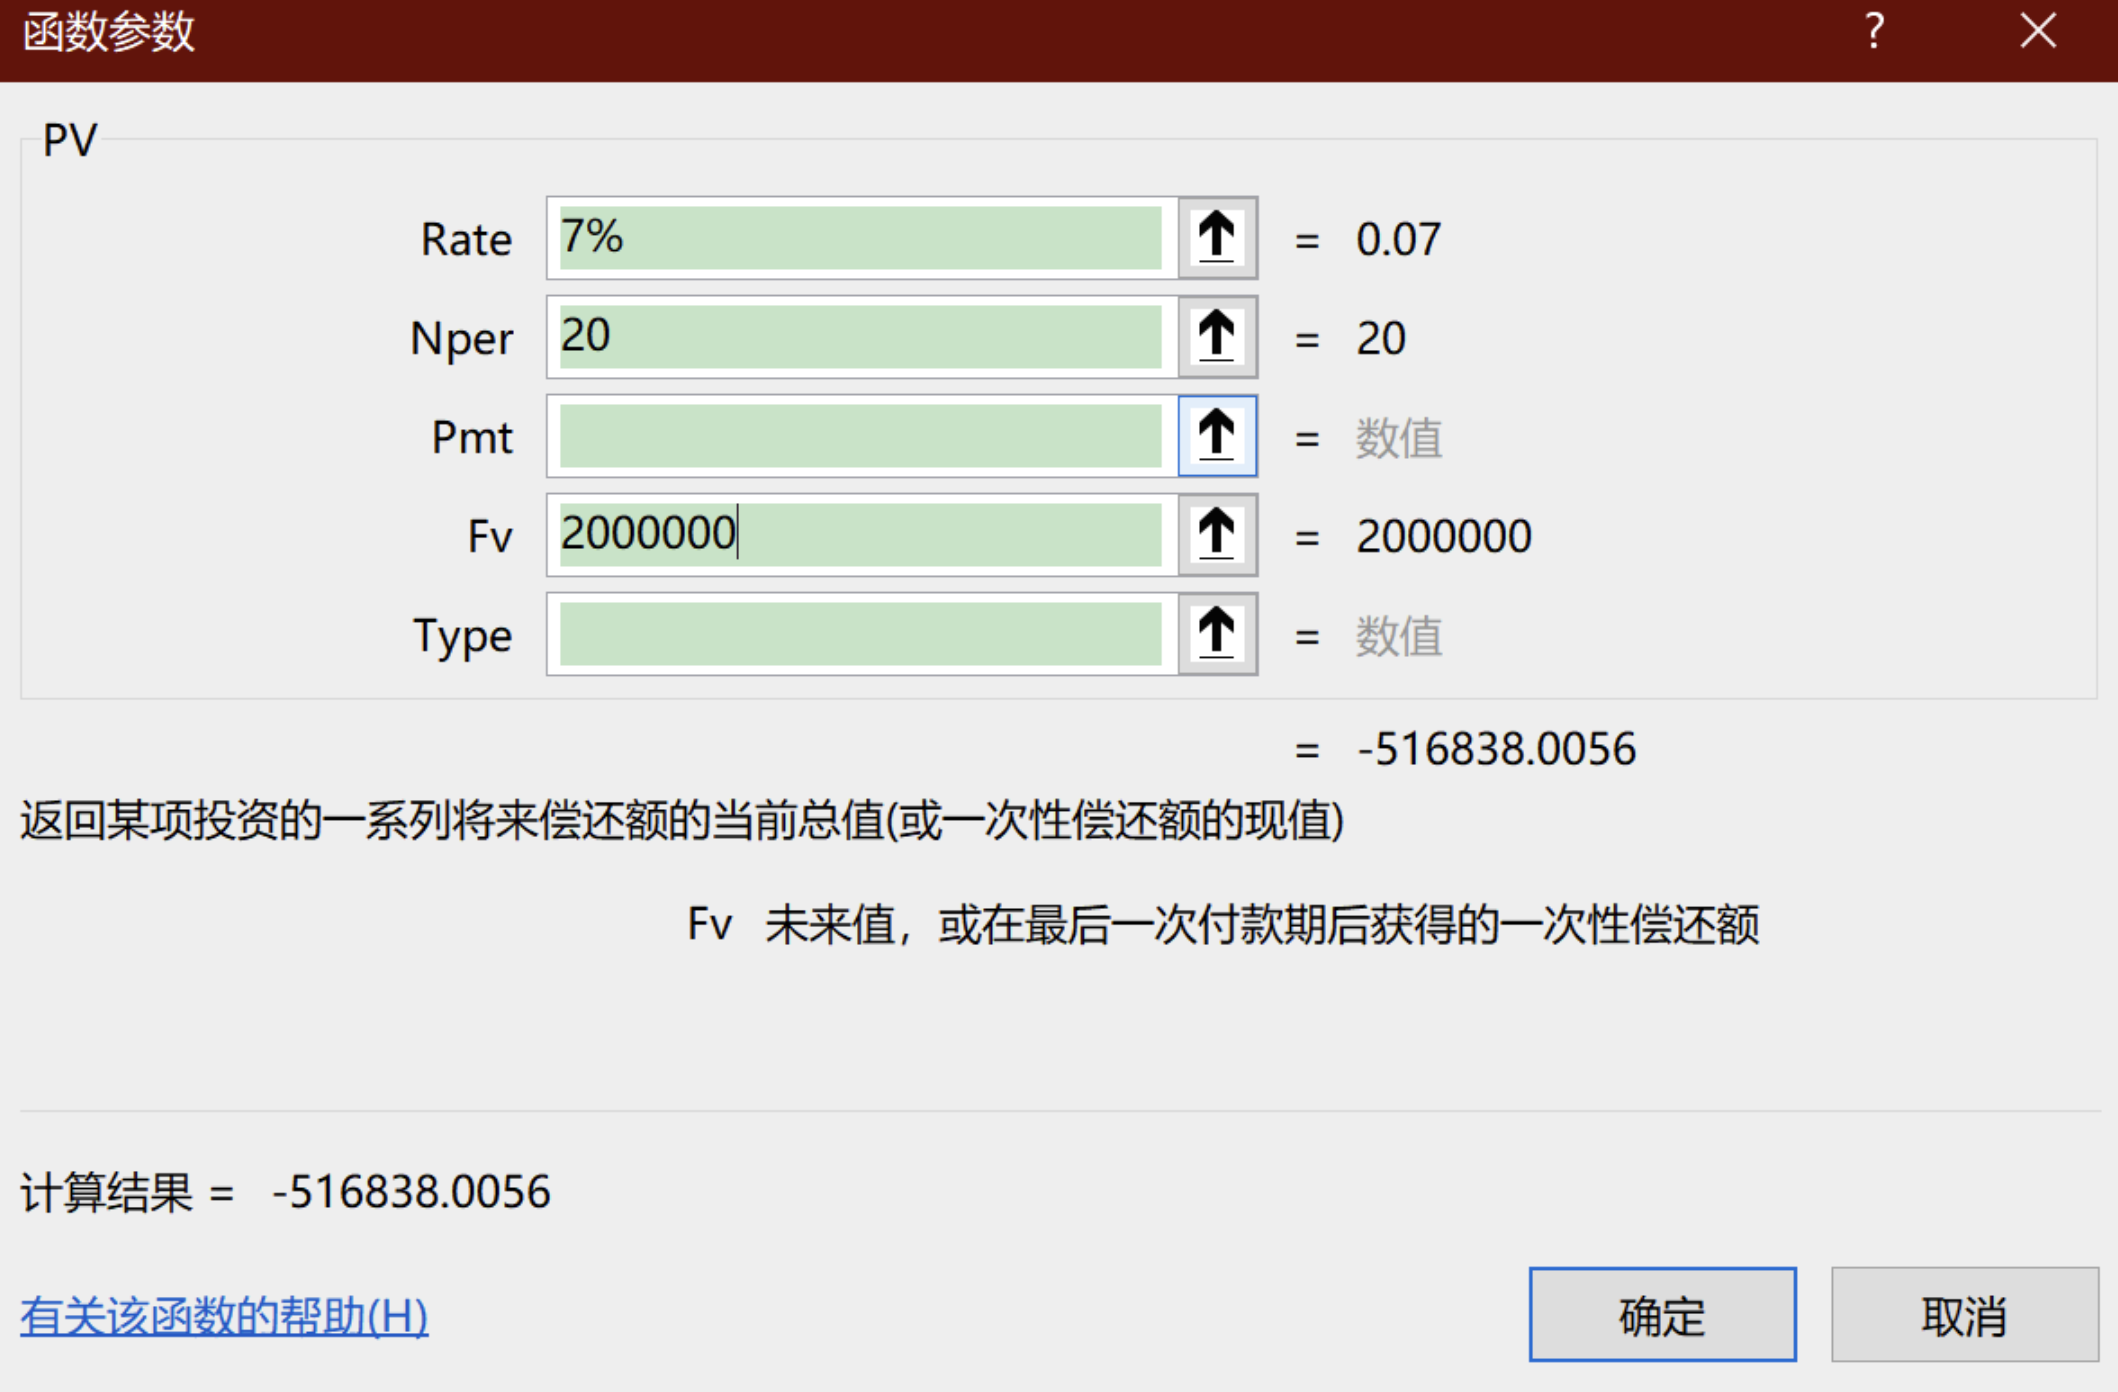 函数参数
?
PV
Rate 7% = 0.07
Nper 20 = 20
Pmt = 数值
Fv 2000000 = 2000000
Type = 数值
= -516838.0056
返回某项投资的一系列将来偿还额的当前总值(或一次性偿还额的现值)
Fv 未来值，或在最后一次付款期后获得的一次性偿还额
计算结果 = -516838.0056
有关该函数的帮助(H) 确定 取消